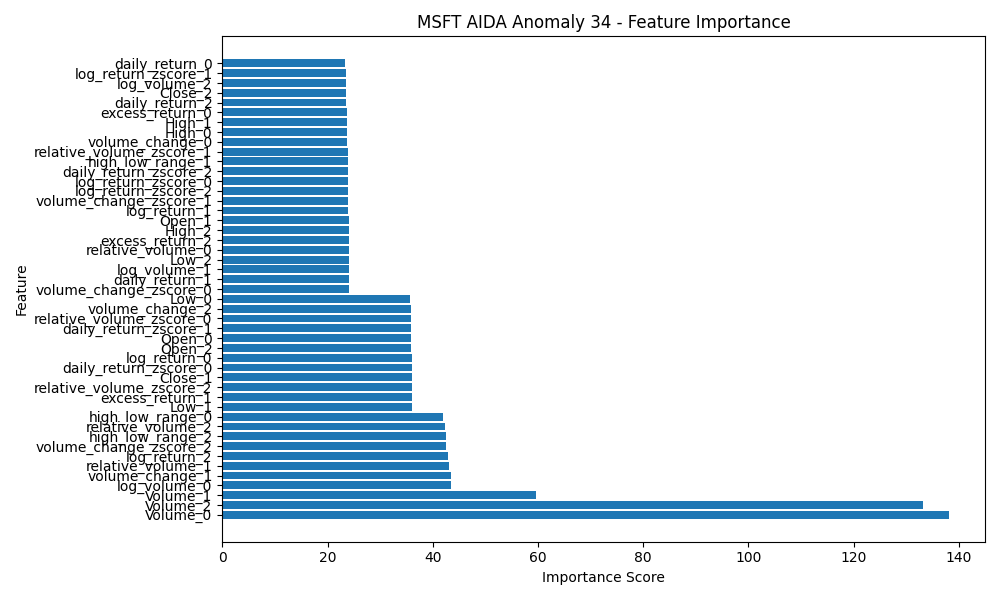 MSFT AIDA Anomaly 34 - Feature Importance
daily_return_0
log_return_zscore_1
log_volume_2
Close_2
daily_return_2
excess_return_0
High_1
High_0
volume_change_0
relative_volume_zscore_1
high_low_range_1
daily_return_zscore_2
log_return_zscore_0
log_return_zscore_2
volume_change_zscore_1
log_return_1
Open_1
High_2
excess_return_2
relative_volume_0
Low_2
log_volume_1
daily_return_1
volume_change_zscore_0
Low_0
volume_change_2
relative_volume_zscore_0
daily_return_zscore_1
Open_0
Open_2
log_return_0
daily_return_zscore_0
Close_1
relative_volume_zscore_2
excess_return_1
Low_1
high_low_range_0
relative_volume_2
high_low_range_2
volume_change_zscore_2
log_return_2
relative_volume_1
volume_change_1
log_volume_0
Volume_1
Volume_2
Volume_0
Feature
0 20 40 60 80 100 120 140
Importance Score